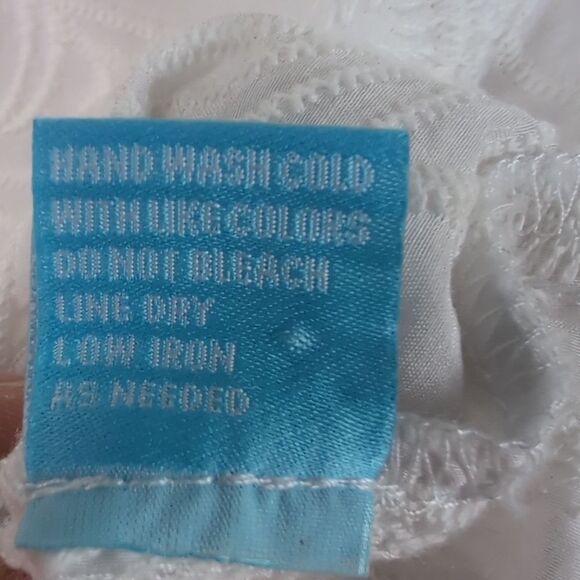 HAND WASH COLD
WITH LIKE COLORS
DO NOT BLEACH
LINE DRY
LOW IRON
AS NEEDED